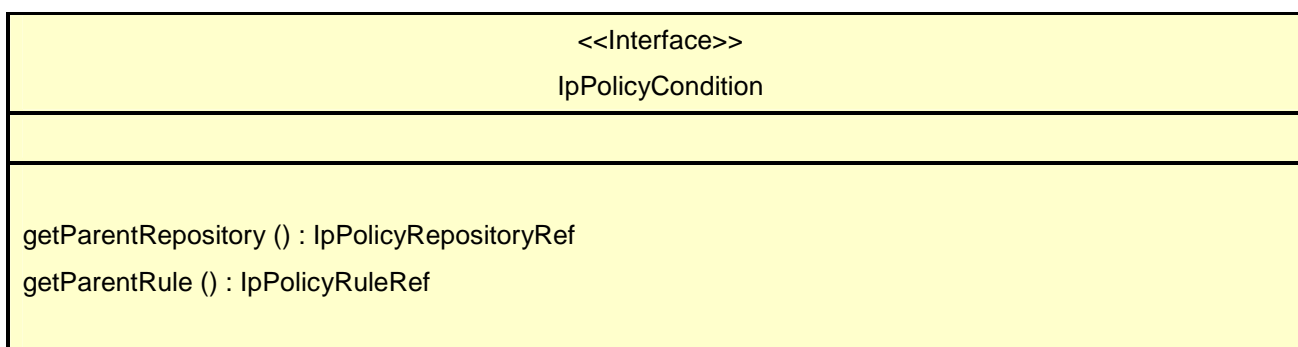 <<Interface>>
IpPolicyCondition
getParentRepository () : IpPolicyRepositoryRef
getParentRule () : IpPolicyRuleRef